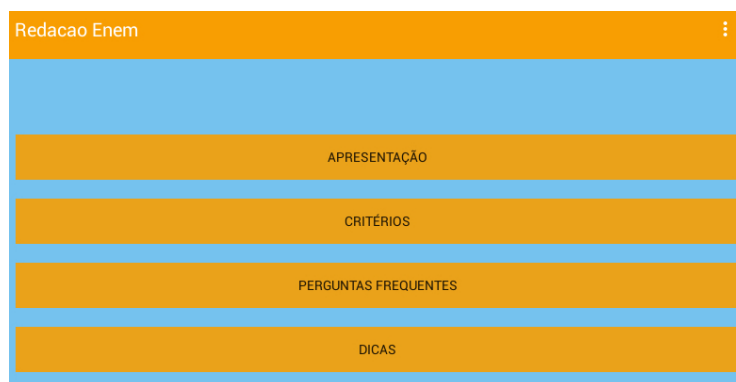 Redacao Enem
APRESENTAÇÃO
CRITÉRIOS
PERGUNTAS FREQUENTES
DICAS